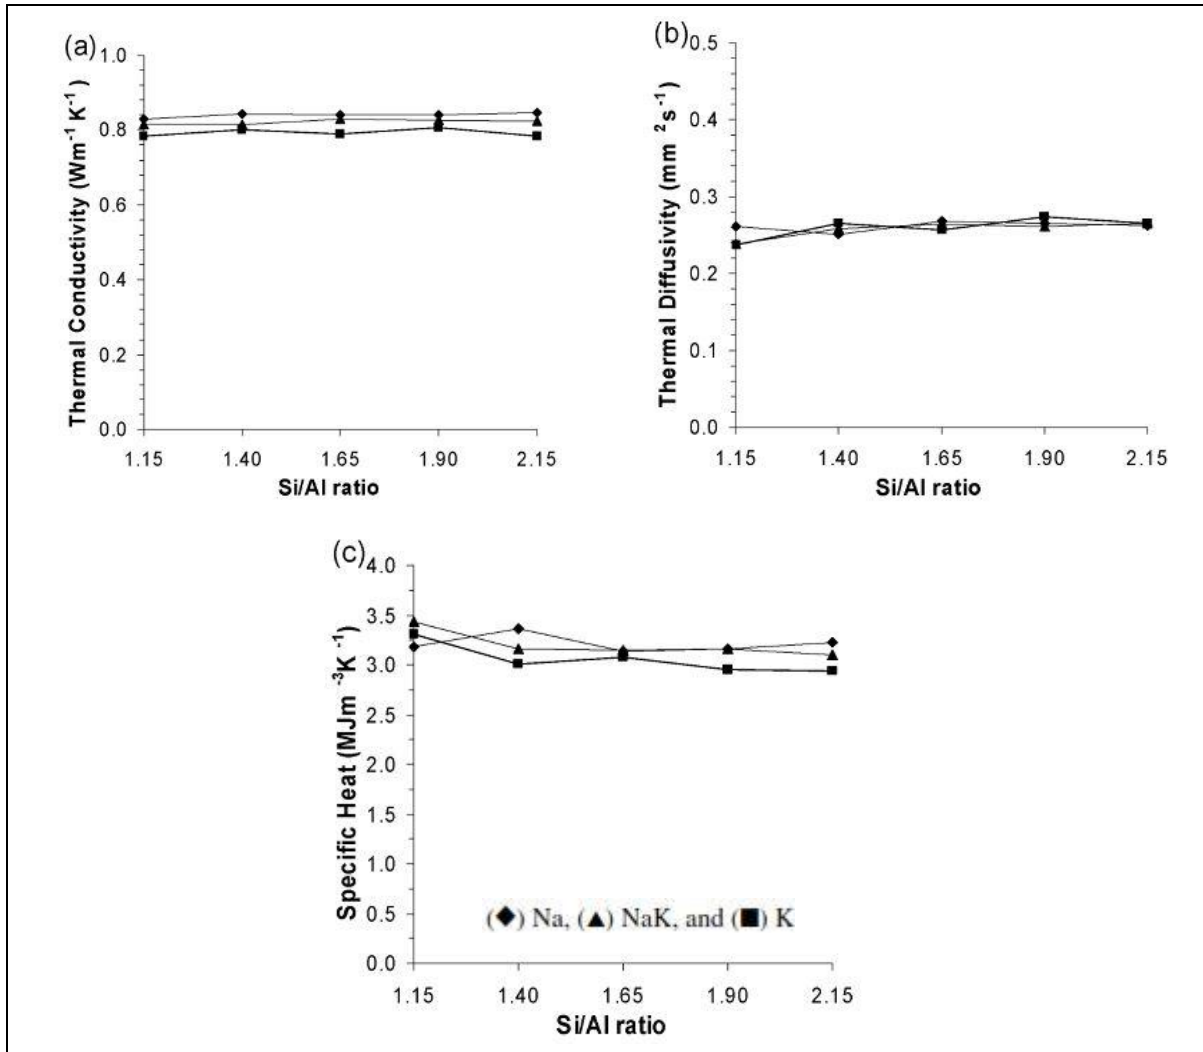 (a)
Thermal Conductivity (Wm⁻¹K⁻¹)
1.0
0.8
0.6
0.4
0.2
0.0
1.15 1.40 1.65 1.90 2.15
Si/Al ratio
(b)
Thermal Diffusivity (mm ²s⁻¹)
0.5
0.4
0.3
0.2
0.1
0.0
1.15 1.40 1.65 1.90 2.15
Si/Al ratio
(c)
Specific Heat (MJm⁻³K⁻¹)
4.0
3.5
3.0
2.5
2.0
1.5
1.0
0.5
0.0
(◆) Na, (▲) NaK, and (■) K
1.15 1.40 1.65 1.90 2.15
Si/Al ratio